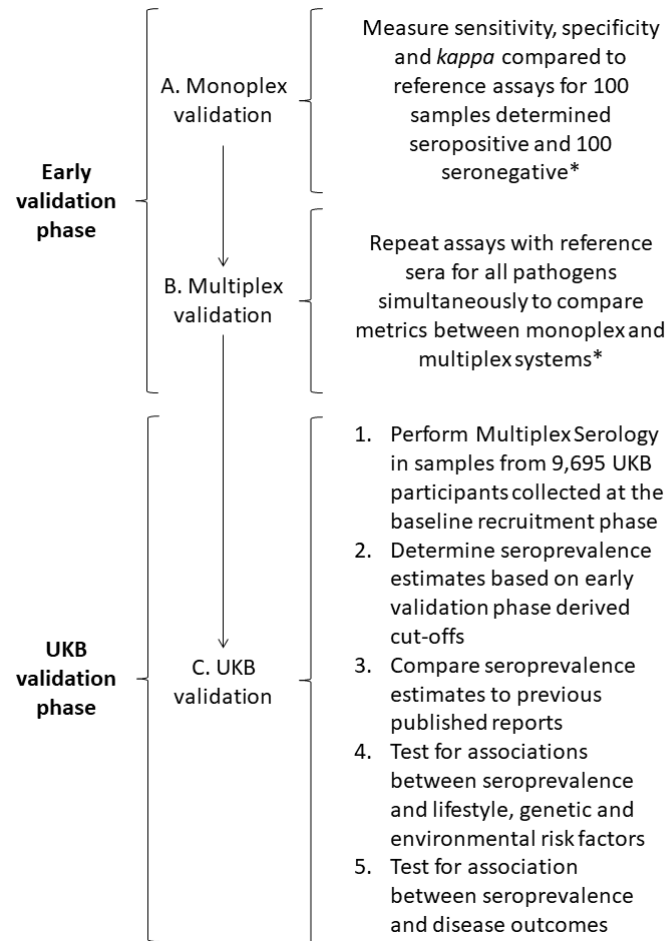 Early
validation
phase
A. Monoplex
validation
Measure sensitivity, specificity
and kappa compared to
reference assays for 100
samples determined
seropositive and 100
seronegative*
B. Multiplex
validation
Repeat assays with reference
sera for all pathogens
simultaneously to compare
metrics between monoplex and
multiplex systems*
UKB
validation
phase
C. UKB
validation
1. Perform Multiplex Serology
in samples from 9,695 UKB
participants collected at the
baseline recruitment phase
2. Determine seroprevalence
estimates based on early
validation phase derived
cut-offs
3. Compare seroprevalence
estimates to previous
published reports
4. Test for associations
between seroprevalence
and lifestyle, genetic and
environmental risk factors
5. Test for association
between seroprevalence
and disease outcomes